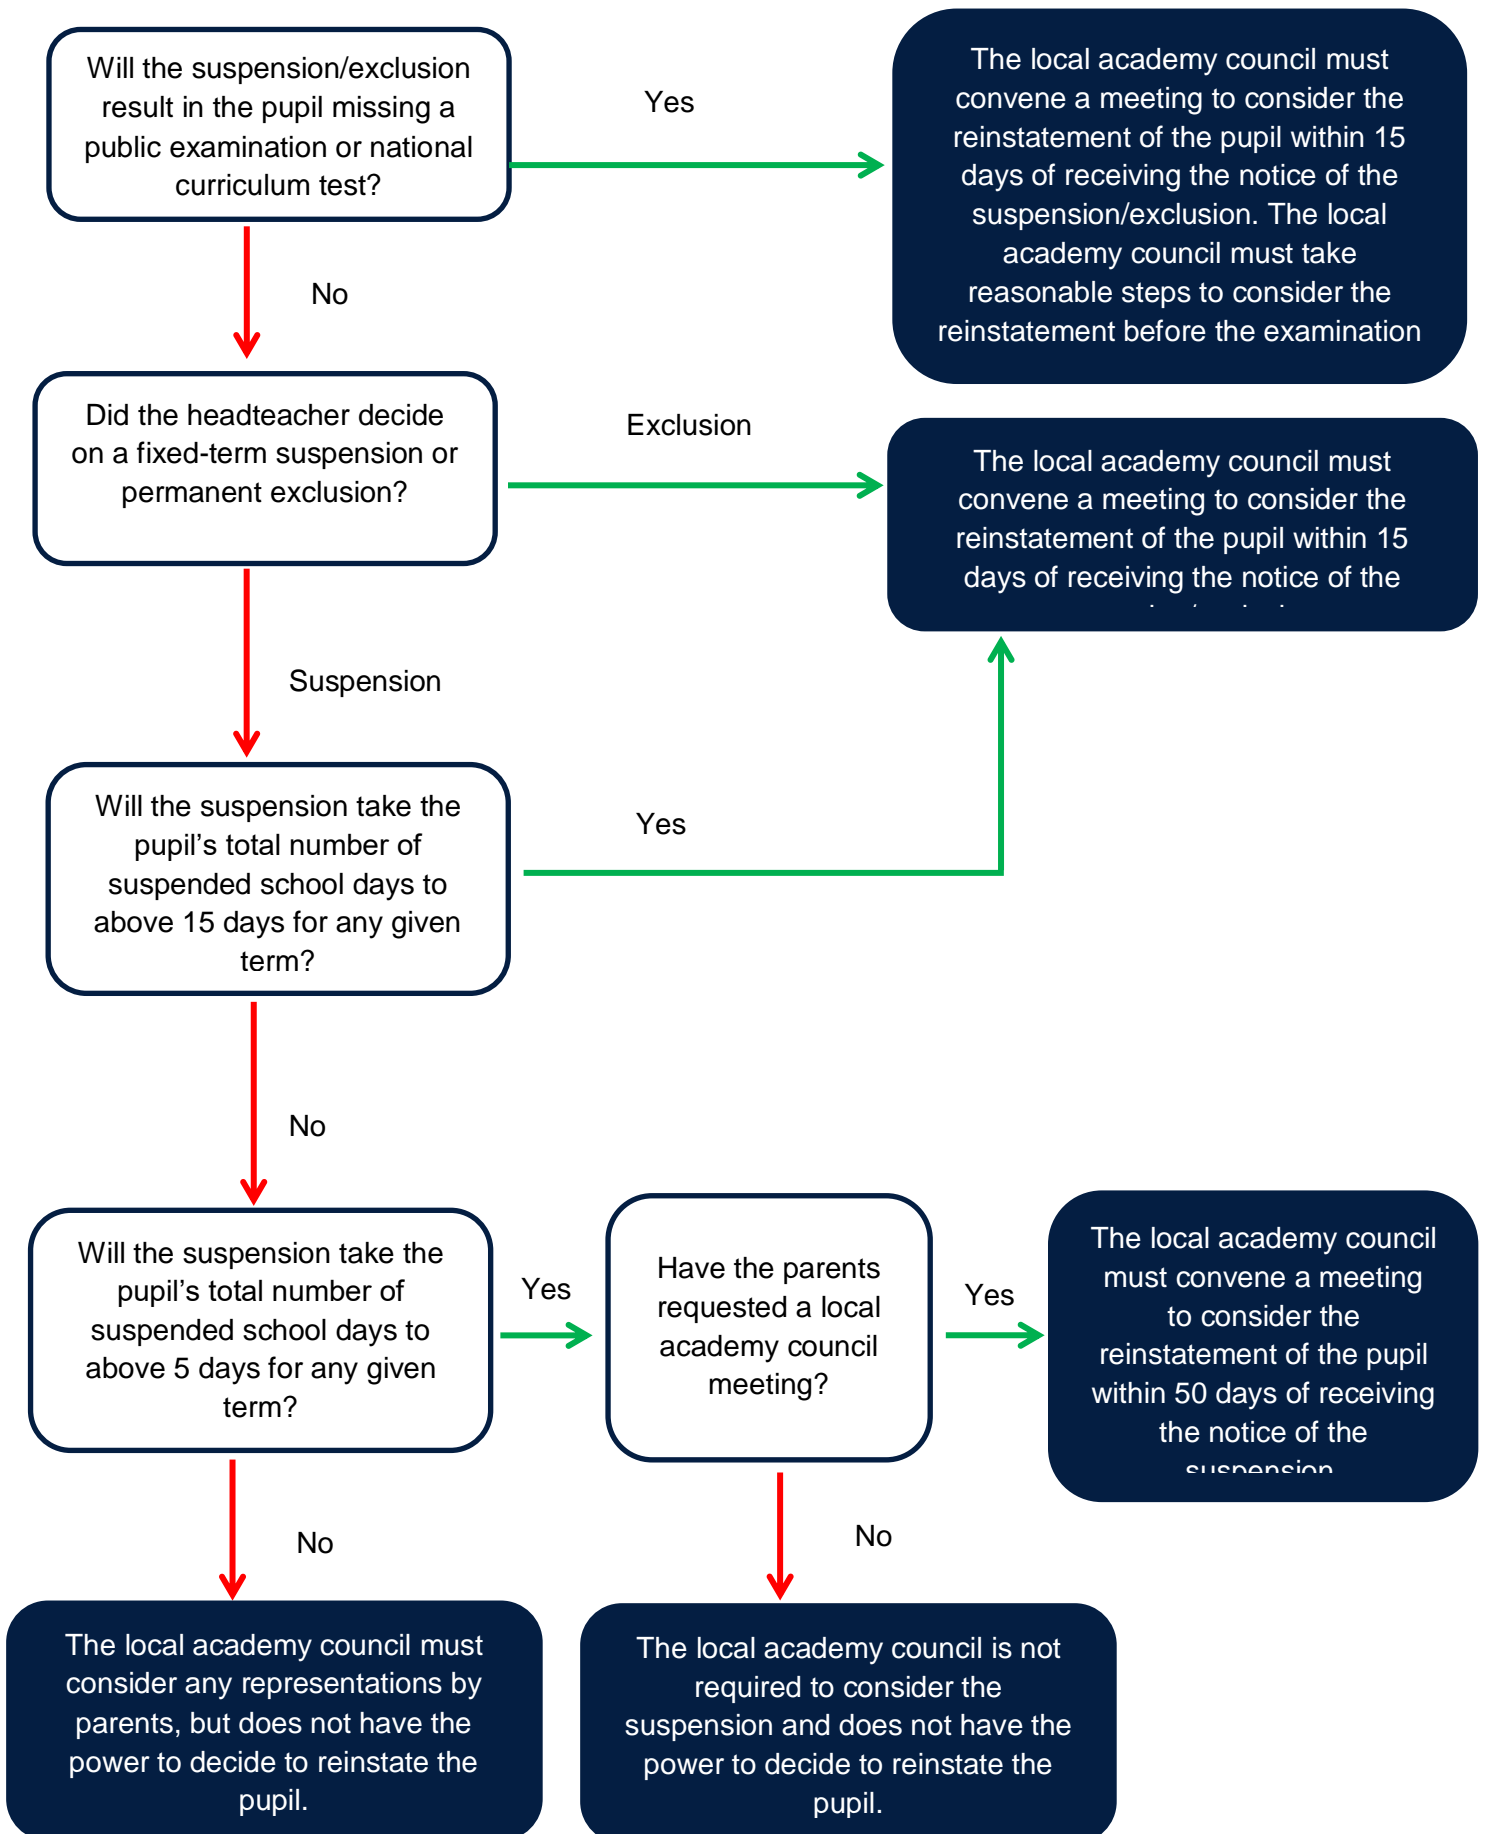 Will the suspension/exclusion
result in the pupil missing a
public examination or national
curriculum test?
Yes
The local academy council must
convene a meeting to consider the
reinstatement of the pupil within 15
days of receiving the notice of the
suspension/exclusion. The local
academy council must take
reasonable steps to consider the
reinstatement before the examination
No
Did the headteacher decide
on a fixed-term suspension or
permanent exclusion?
Exclusion
The local academy council must
convene a meeting to consider the
reinstatement of the pupil within 15
days of receiving the notice of the
Suspension
Will the suspension take the
pupil’s total number of
suspended school days to
above 15 days for any given
term?
Yes
No
Will the suspension take the
pupil’s total number of
suspended school days to
above 5 days for any given
term?
Yes
Have the parents
requested a local
academy council
meeting?
Yes
The local academy council
must convene a meeting
to consider the
reinstatement of the pupil
within 50 days of receiving
the notice of the
suspension
No
No
The local academy council must
consider any representations by
parents, but does not have the
power to decide to reinstate the
pupil.
The local academy council is not
required to consider the
suspension and does not have the
power to decide to reinstate the
pupil.